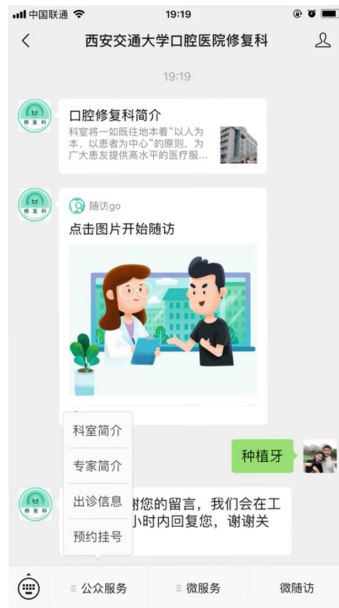 中国联通
19:19
西安交通大学口腔医院修复科
19:19
修复科
口腔修复科简介
科室将一如既往地本着“以人为
本、以患者为中心”的原则，为
广大患友提供高水平的医疗服...
修复科
随访go
点击图片开始随访
种植牙
修复科
谢您的留言，我们会在工
小时内回复您，谢谢关
科室简介
专家简介
出诊信息
预约挂号
公众服务
微服务
微随访